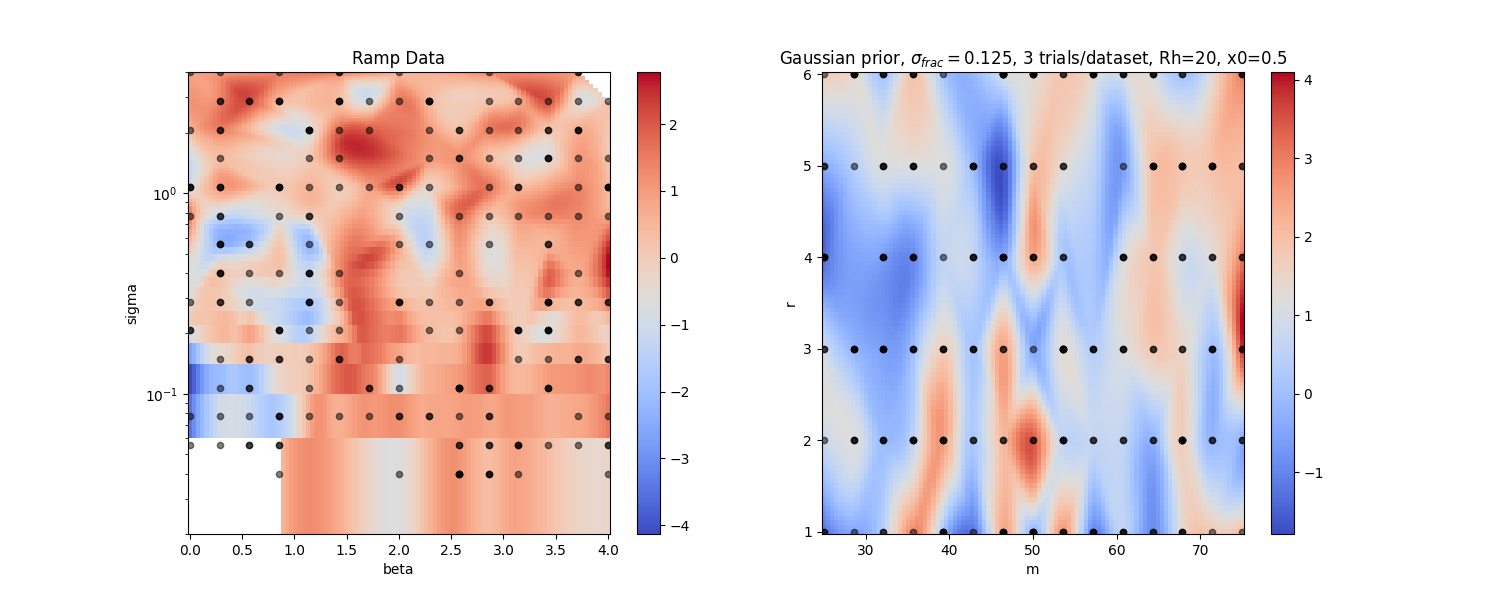 Ramp Data
Gaussian prior, σ_frac = 0.125, 3 trials/dataset, Rh=20, x0=0.5
sigma
10⁰
10⁻¹
0.0 0.5 1.0 1.5 2.0 2.5 3.0 3.5 4.0
beta
2
1
0
−1
−2
−3
−4
r
6
5
4
3
2
1
30 40 50 60 70
m
4
3
2
1
0
−1